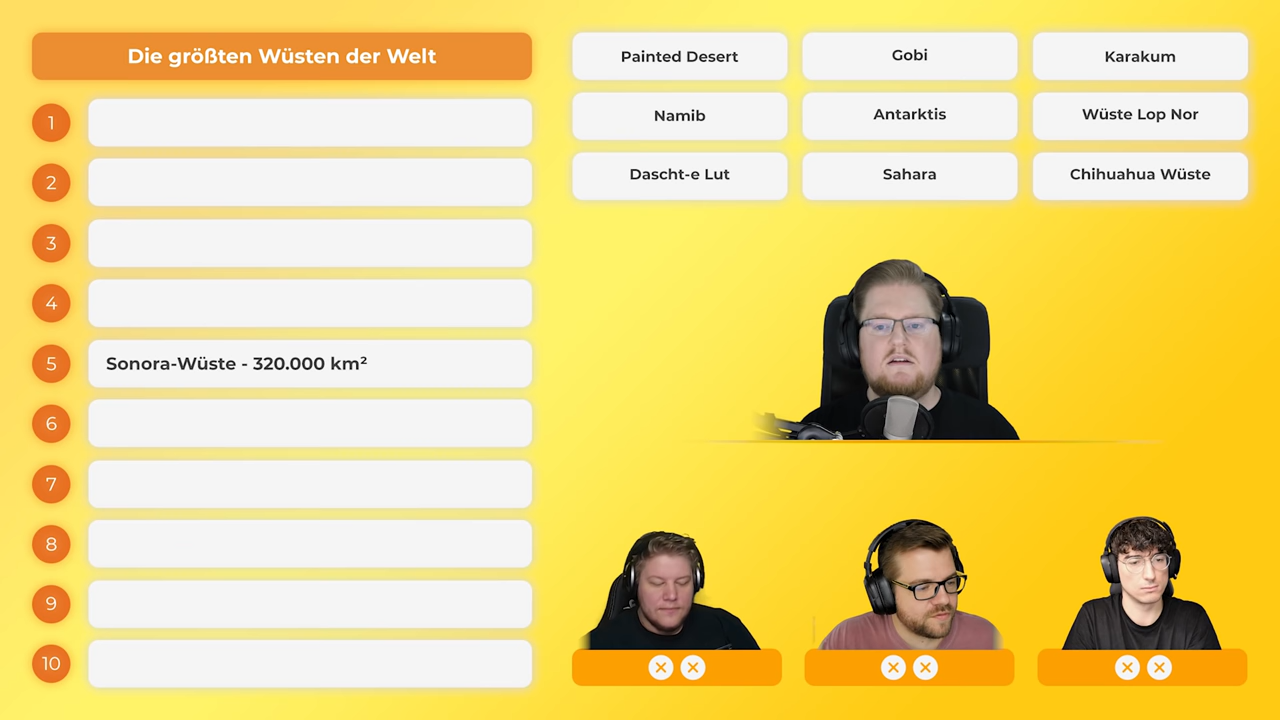 Die größten Wüsten der Welt
1
2
3
4
5 Sonora-Wüste - 320.000 km²
6
7
8
9
10
Painted Desert
Gobi
Karakum
Namib
Antarktis
Wüste Lop Nor
Dascht-e Lut
Sahara
Chihuahua Wüste